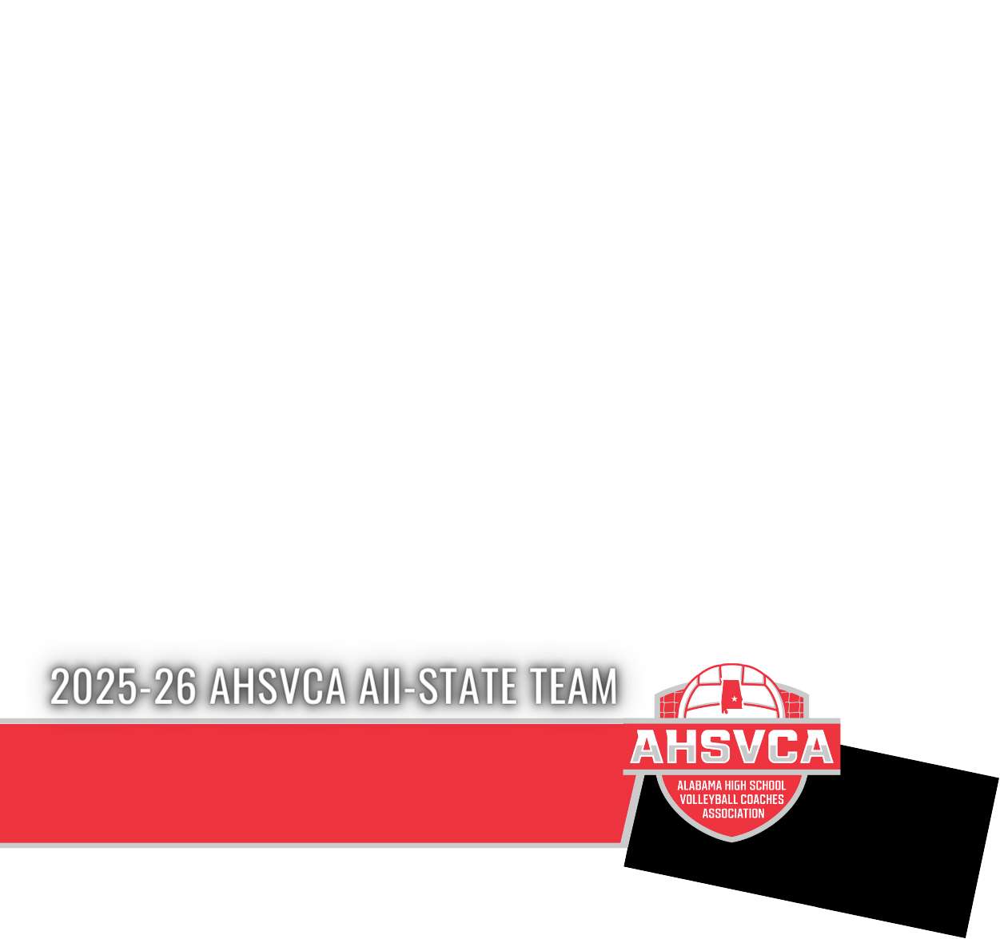 2025-26 AHSVCA All-STATE TEAM
AHSVCA
ALABAMA HIGH SCHOOL
VOLLEYBALL COACHES
ASSOCIATION